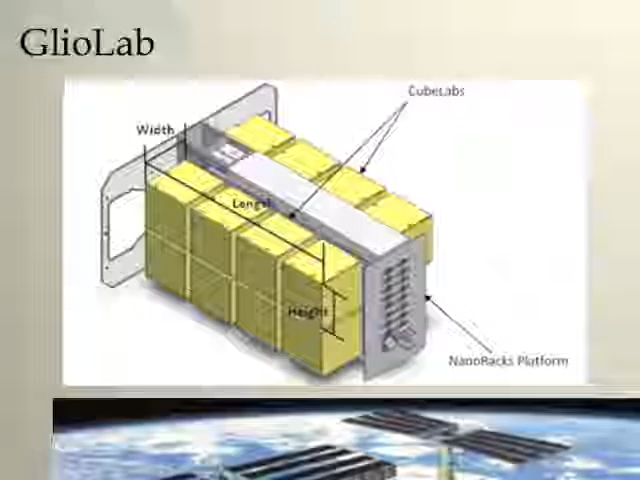 GlioLab
CubeLabs
Width
Length
Height
NanoRacks Platform